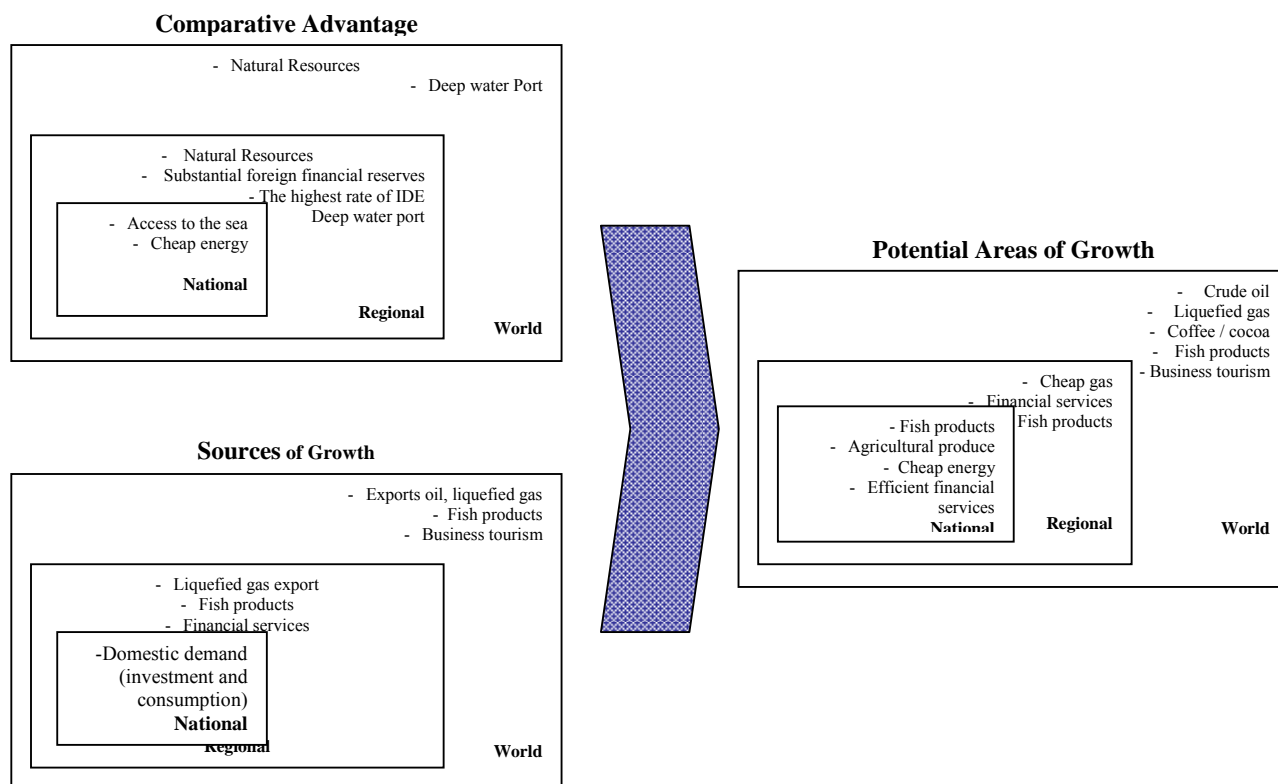 Comparative Advantage
- Natural Resources
- Deep water Port
- Natural Resources
- Substantial foreign financial reserves
- The highest rate of IDE
Deep water port
- Access to the sea
- Cheap energy
National
Regional
World
Sources of Growth
- Exports oil, liquefied gas
- Fish products
- Business tourism
- Liquefied gas export
- Fish products
- Financial services
-Domestic demand
(investment and
consumption)
National
Regional
World
Potential Areas of Growth
- Crude oil
- Liquefied gas
- Coffee / cocoa
- Fish products
- Business tourism
- Cheap gas
- Financial services
Fish products
- Fish products
- Agricultural produce
- Cheap energy
- Efficient financial
services
National
Regional
World